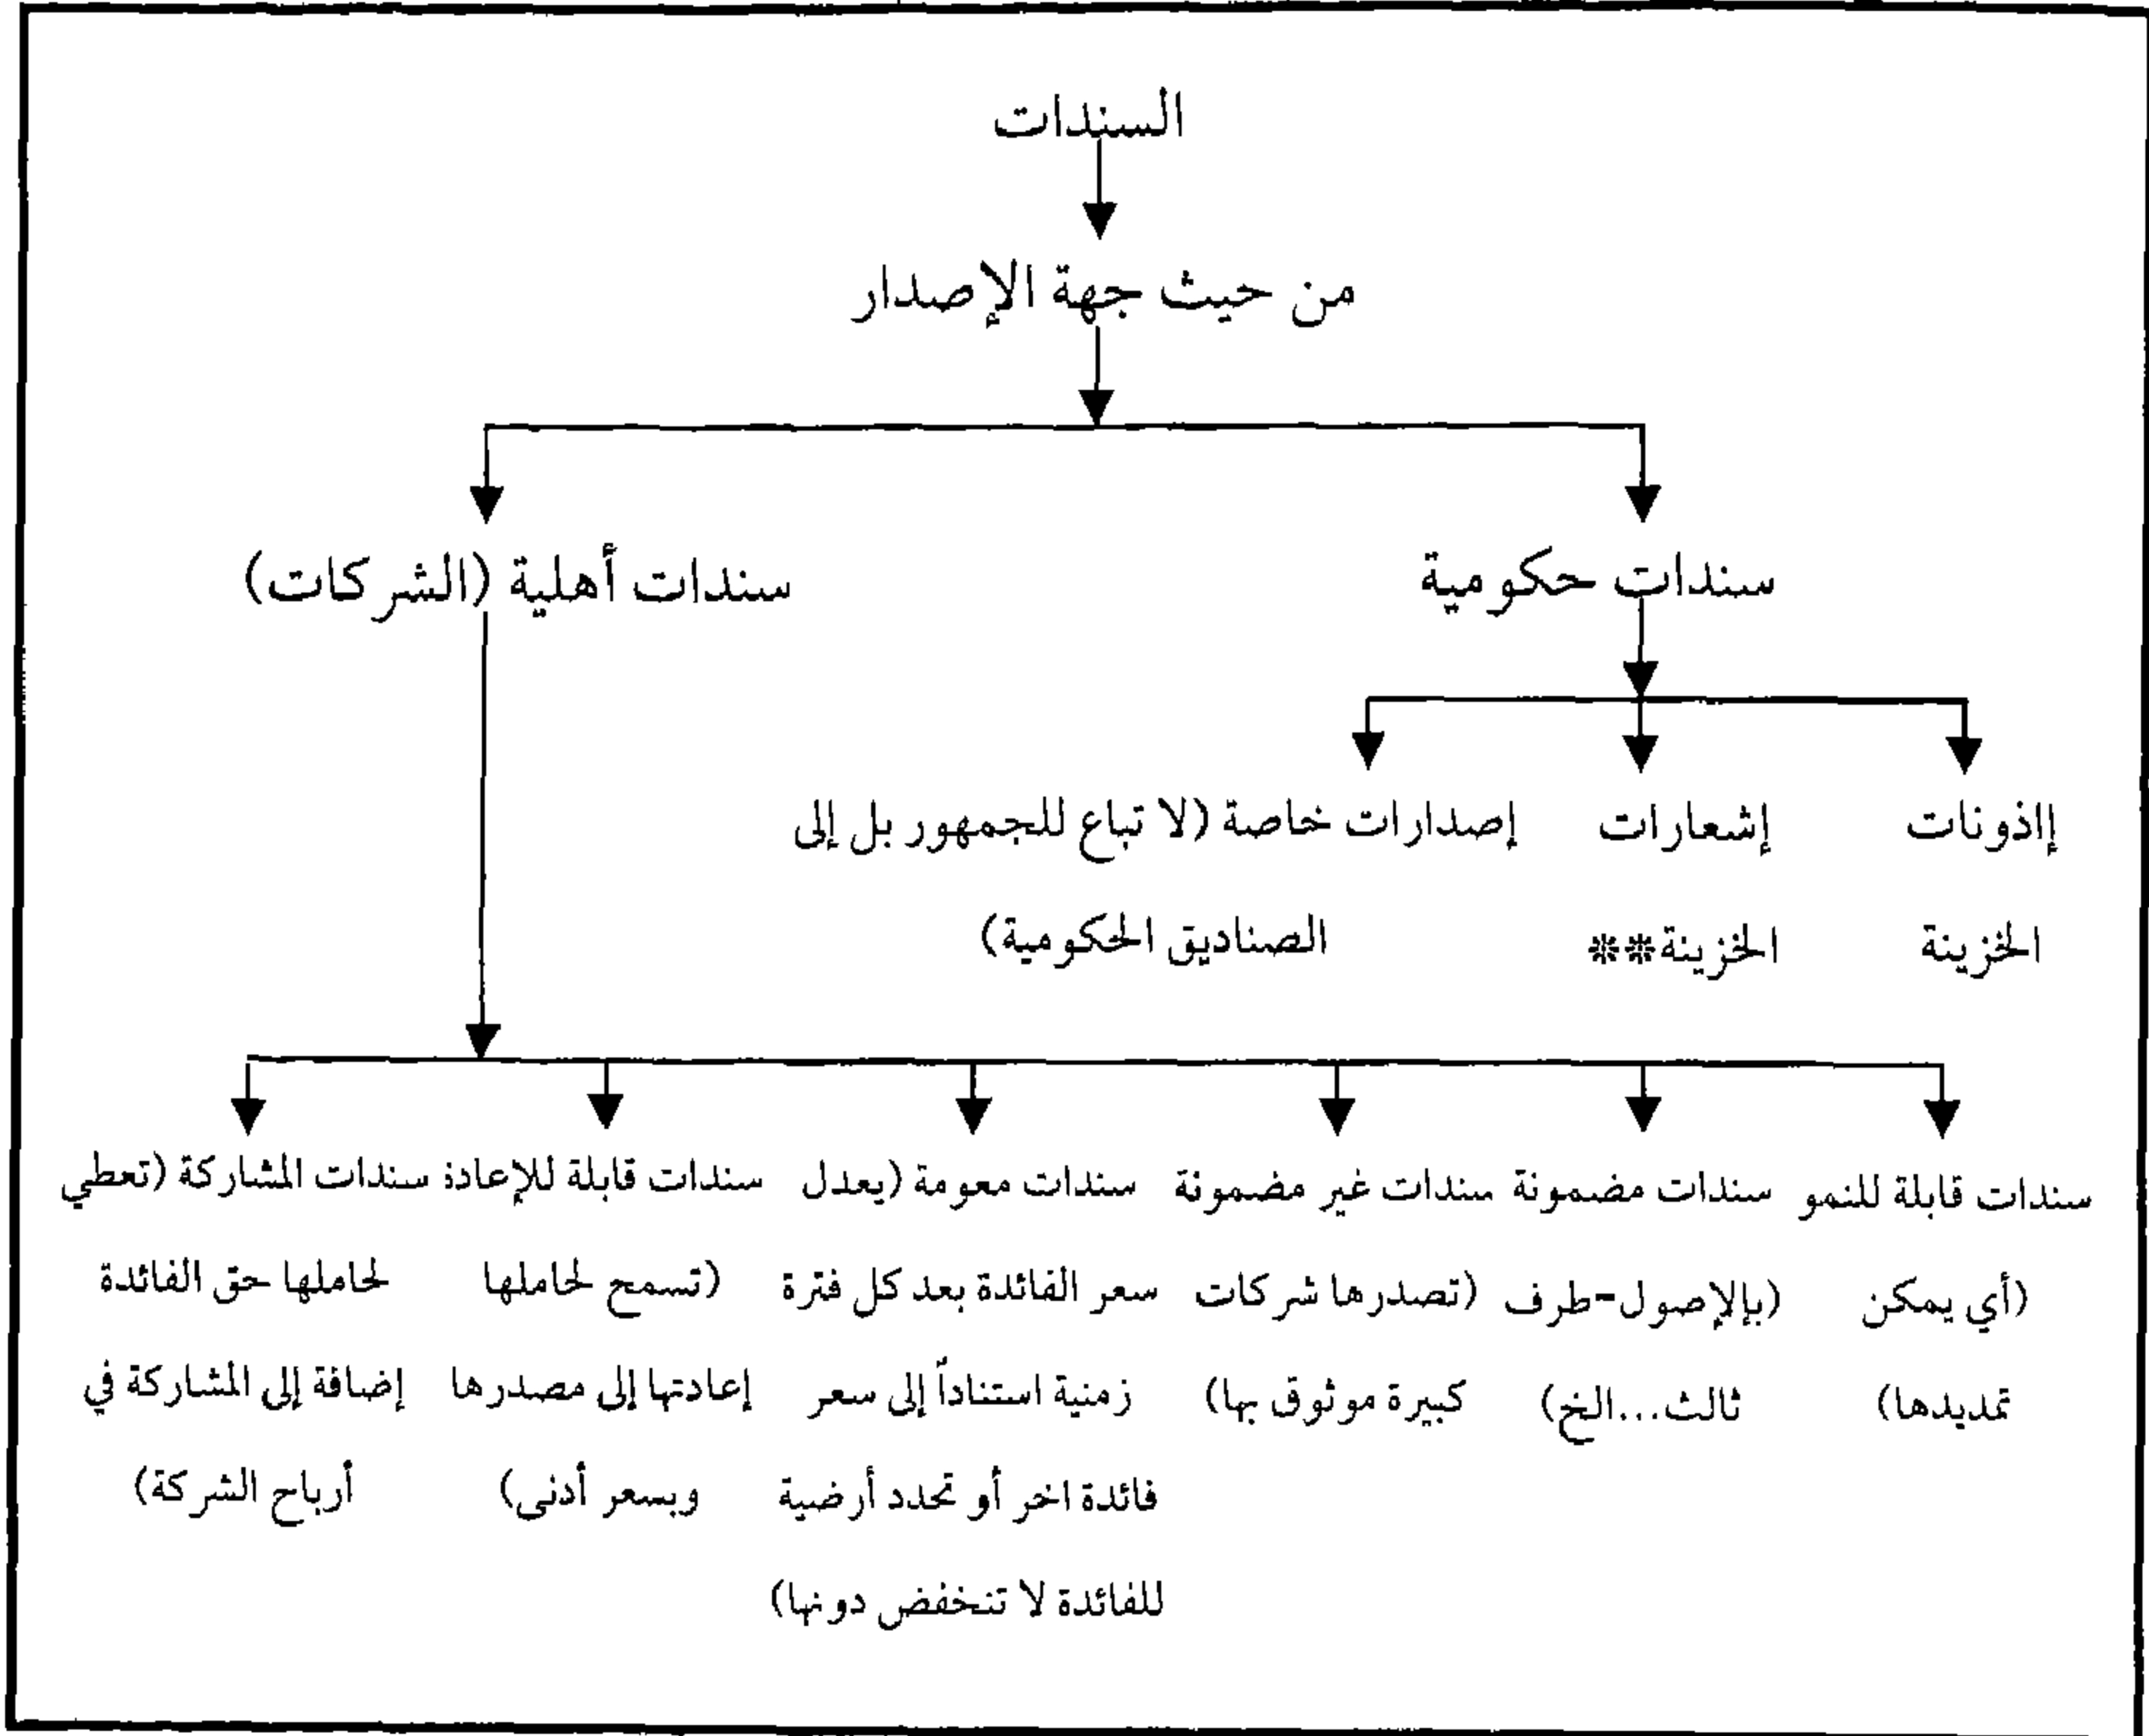 السندات
من حيث جهة الإصدار
سندات حكومية
سندات أهلية (الشركات)
إاذونات
الخزينة
إشعارات
الخزينة**
إصدارات خاصة (لا تباع للجمهور بل إلى
الصناديق الحكومية)
سندات قابلة للنمو
(أي يمكن
تمديدها)
سندات مضمونة
(بالإصول-طرف
ثالث...الخ)
سندات غير مضمونة
(تصدرها شركات
كبيرة موثوق بها)
سندات معومة (يعدل
سعر الفائدة بعد كل فترة
زمنية استناداً إلى سعر
فائدة اخر أو تحدد أرضية
للفائدة لا تنخفض دونها)
سندات قابلة للإعادة
(تسمح لحاملها
إعادتها إلى مصدرها
وبسعر أدنى)
سندات المشاركة (تعطي
لحاملها حق الفائدة
إضافة إلى المشاركة في
أرباح الشركة)